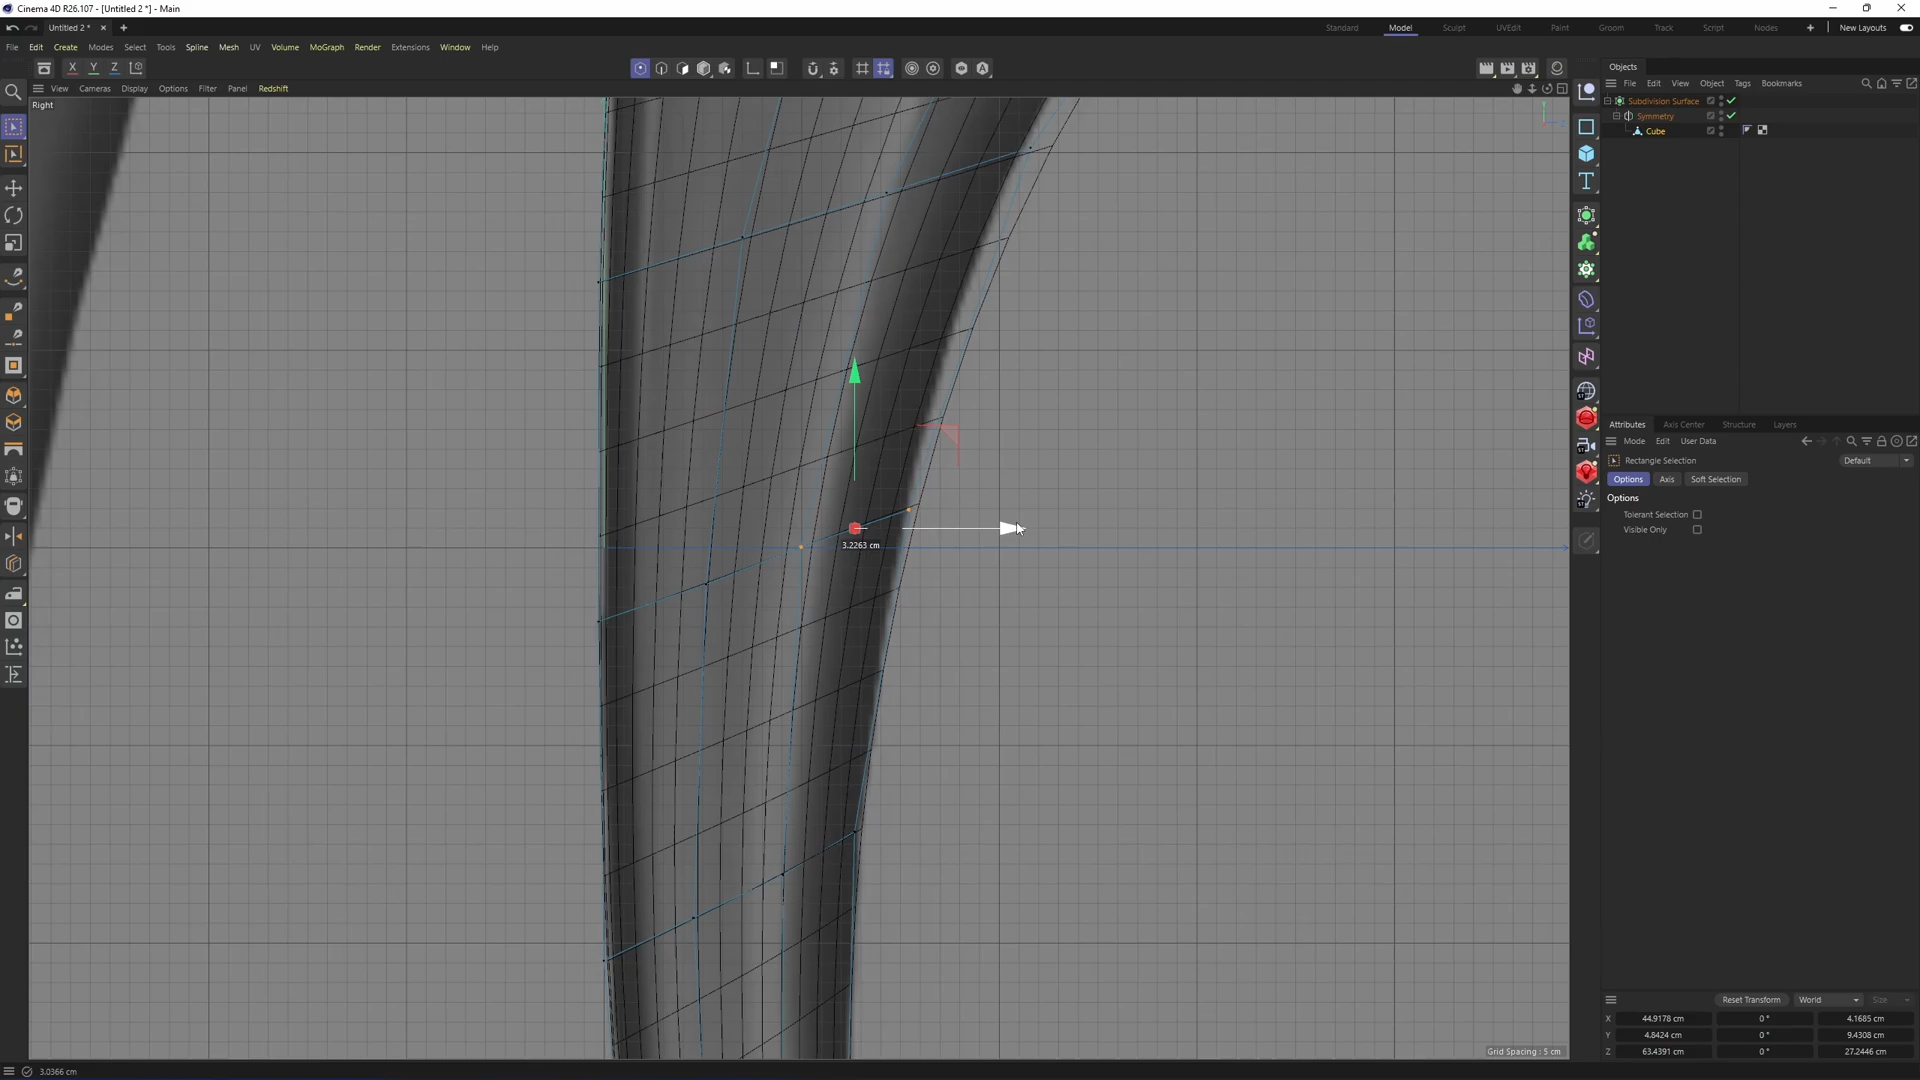 Cinema 4D R26.107 - [Untitled 2 *] - Main
Untitled 2 *
Standard Model Sculpt UVEdit Paint Groom Track Script Nodes New Layouts
File Edit Create Modes Select Tools Spline Mesh UV Volume MoGraph Render Extensions Window Help
X Y Z
View Cameras Display Options Filter Panel Redshift
Right
3.2263 cm
Grid Spacing : 5 cm
Objects
File Edit View Object Tags Bookmarks
Subdivision Surface
Symmetry
Cube
Attributes Axis Center Structure Layers
Mode Edit User Data
Rectangle Selection Default
Options Axis Soft Selection
Options
Tolerant Selection
Visible Only
Reset Transform World Size
X 44.9178 cm 0 ° 4.1685 cm
Y 4.8424 cm 0 ° 9.4308 cm
Z 63.4391 cm 0 ° 27.2446 cm
3.0366 cm